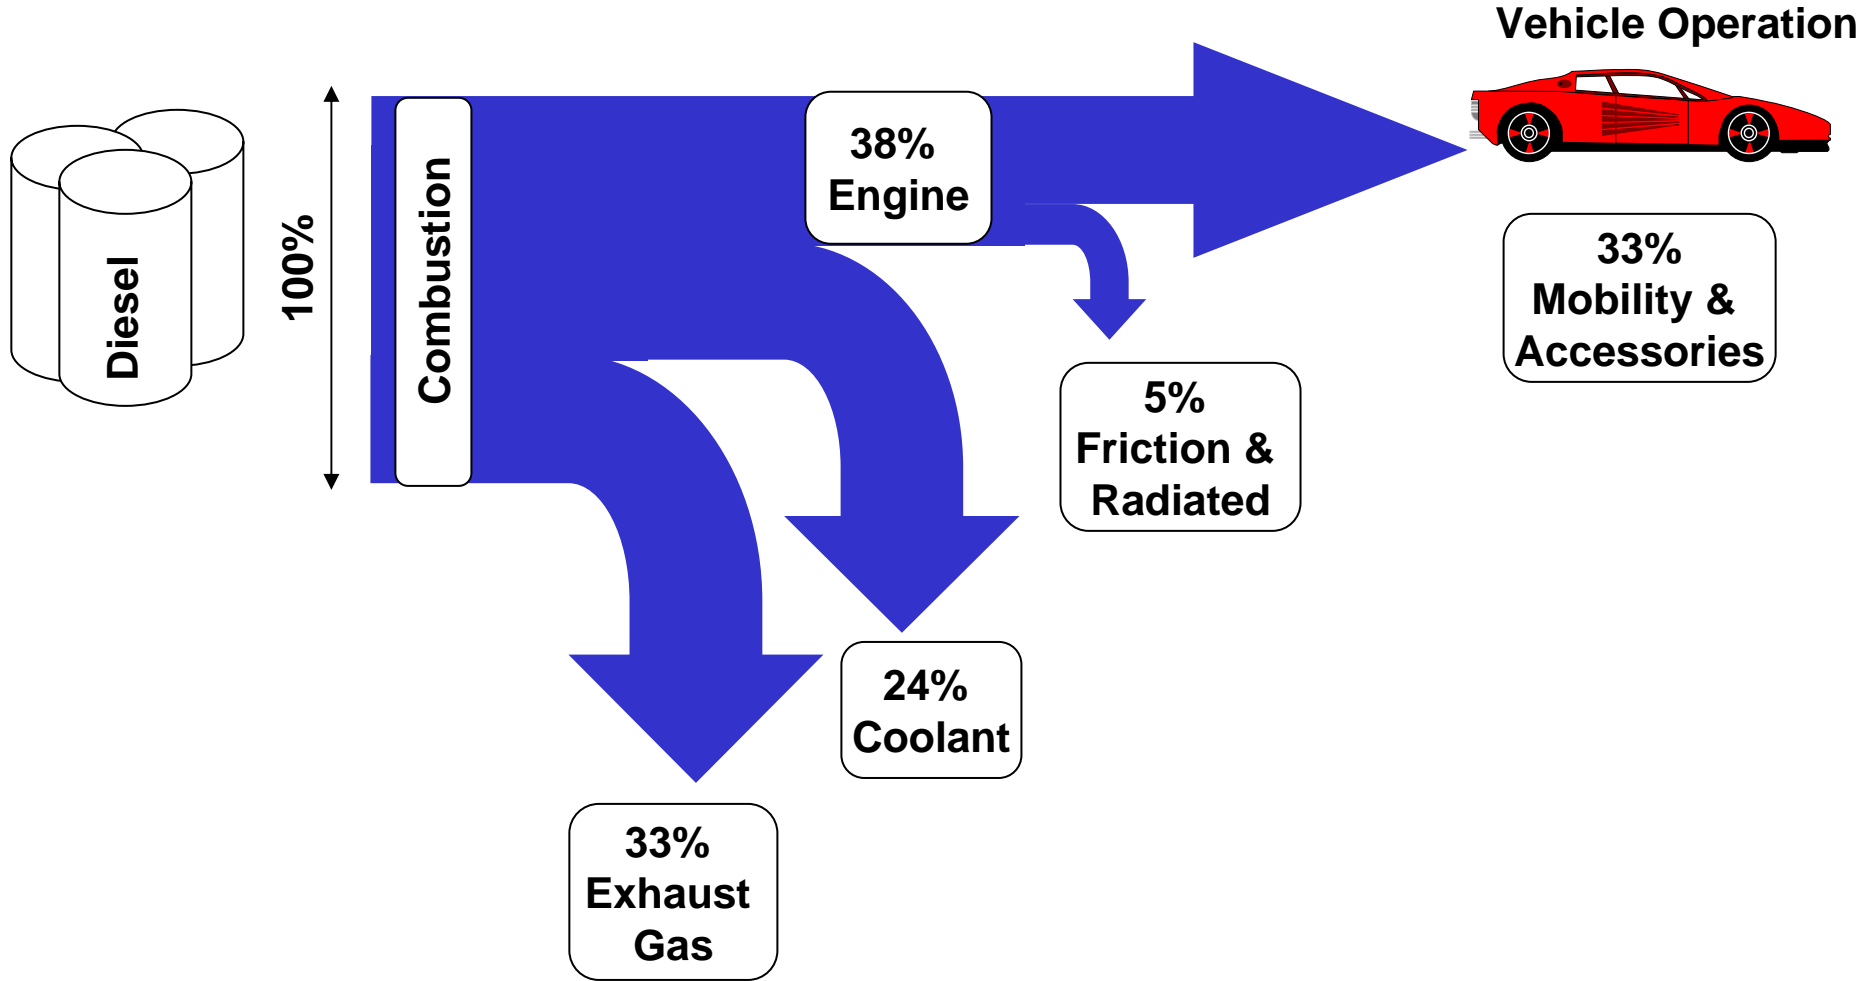 Vehicle Operation
Diesel
100%
Combustion
38%
Engine
33%
Mobility &
Accessories
5%
Friction &
Radiated
24%
Coolant
33%
Exhaust
Gas